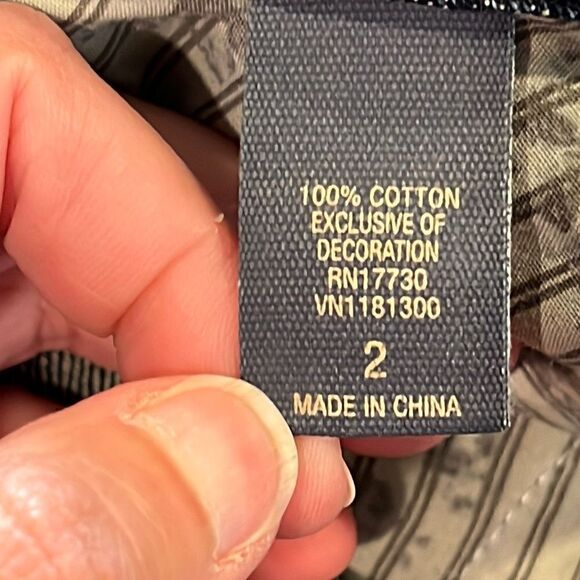 100% COTTON
EXCLUSIVE OF
DECORATION
RN17730
VN1181300
2
MADE IN CHINA